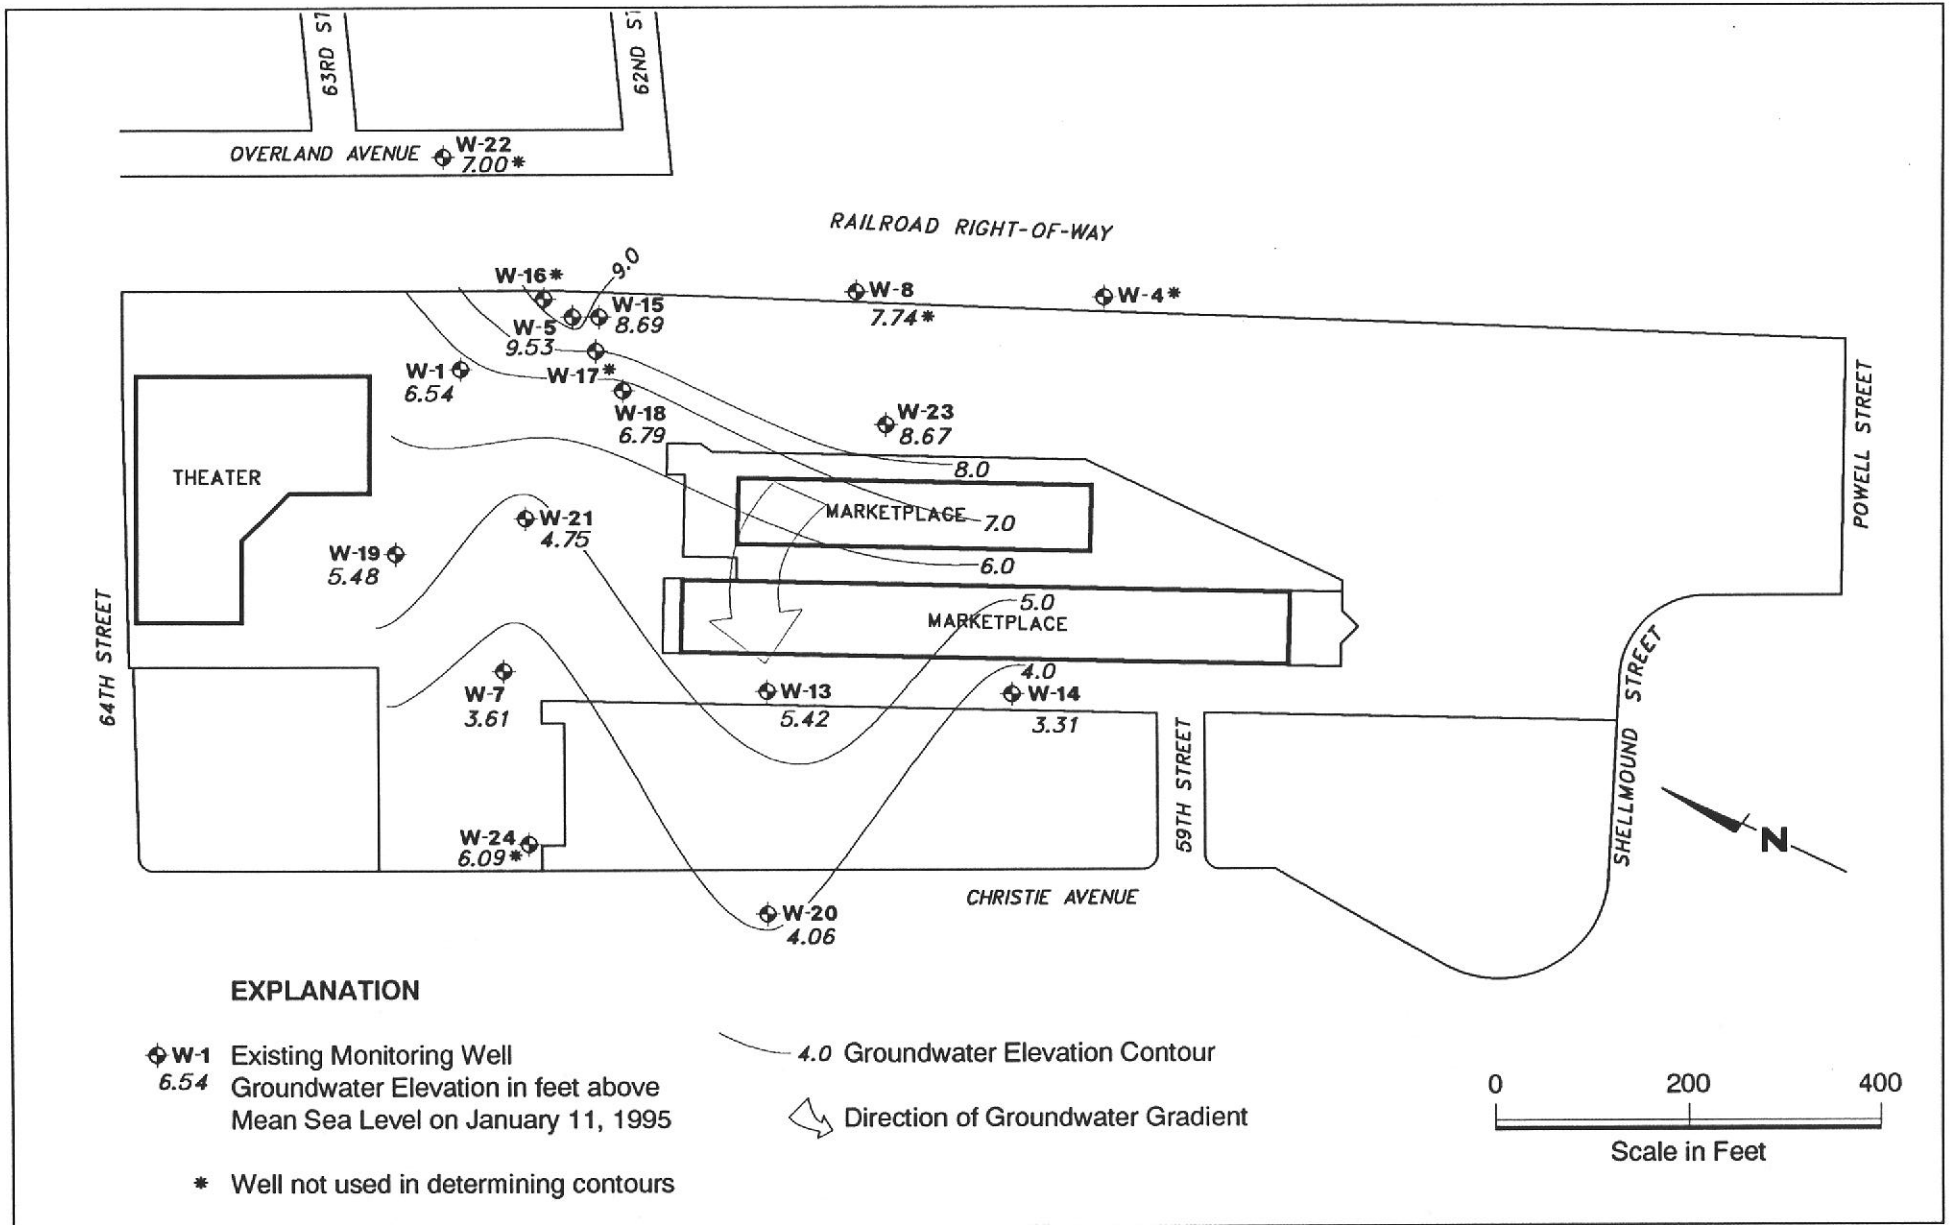 63RD ST
62ND ST
OVERLAND AVENUE
W-22
7.00*
RAILROAD RIGHT-OF-WAY
9.0
W-16*
W-8
7.74*
W-4*
W-15
8.69
W-5
9.53
W-1
6.54
W-17*
W-18
6.79
W-23
8.67
THEATER
8.0
MARKETPLACE
7.0
6.0
W-21
4.75
W-19
5.48
5.0
MARKETPLACE
4.0
POWELL STREET
64TH STREET
W-7
3.61
W-13
5.42
W-14
3.31
SHELLMOUND STREET
59TH STREET
W-24
6.09*
N
CHRISTIE AVENUE
W-20
4.06
EXPLANATION
W-1 Existing Monitoring Well
6.54 Groundwater Elevation in feet above
Mean Sea Level on January 11, 1995
* Well not used in determining contours
4.0 Groundwater Elevation Contour
Direction of Groundwater Gradient
0 200 400
Scale in Feet